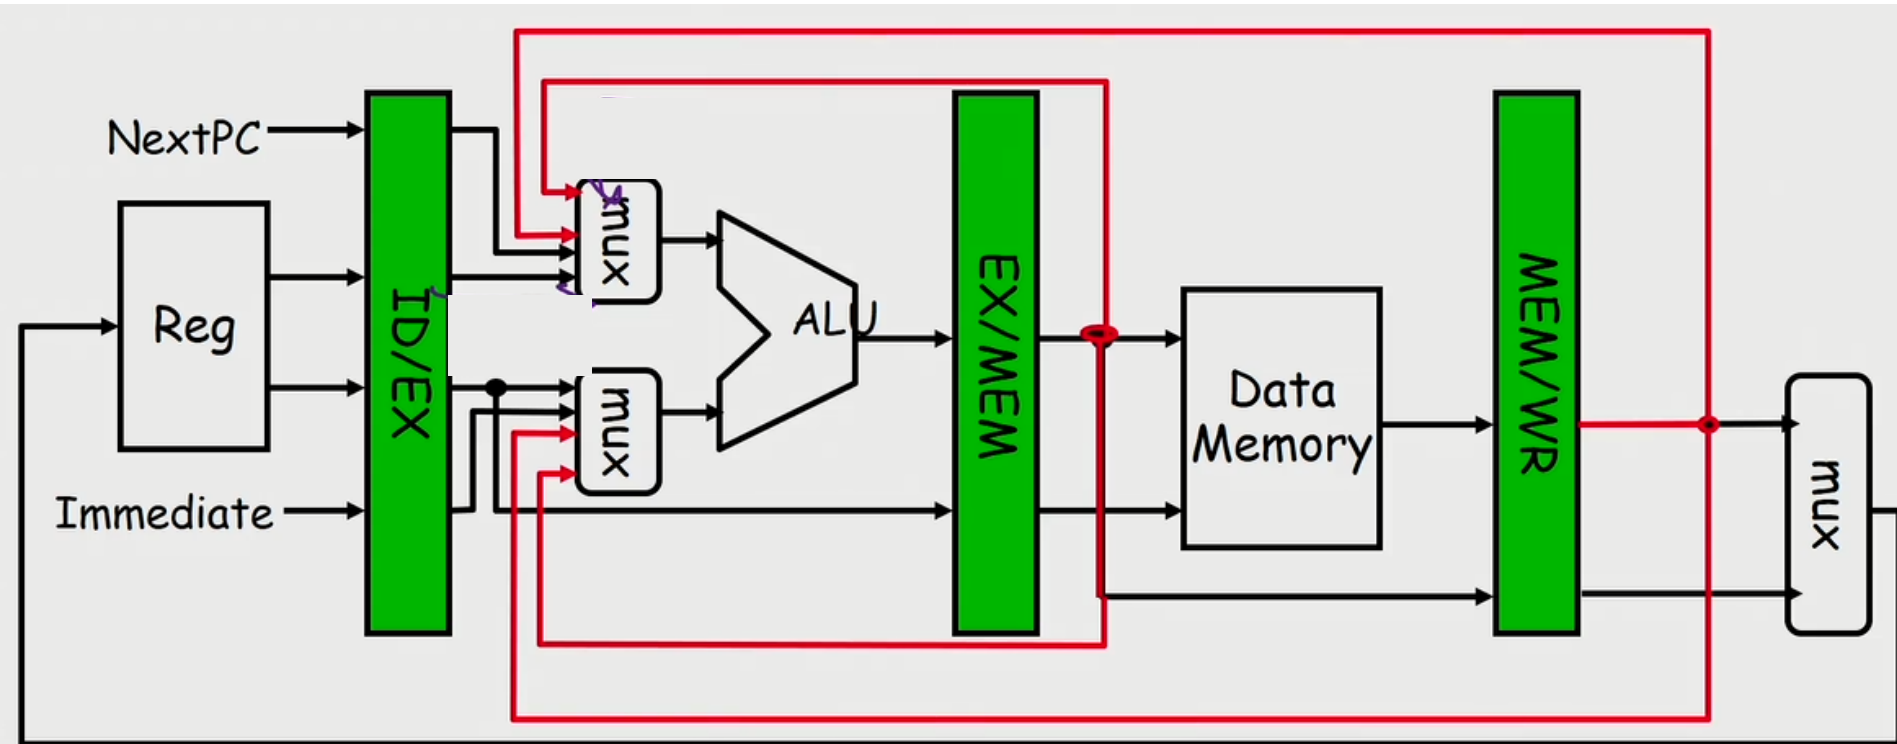 NextPC
Reg
Immediate
ID/EX
mux
mux
ALU
EX/MEM
Data
Memory
MEM/WR
mux